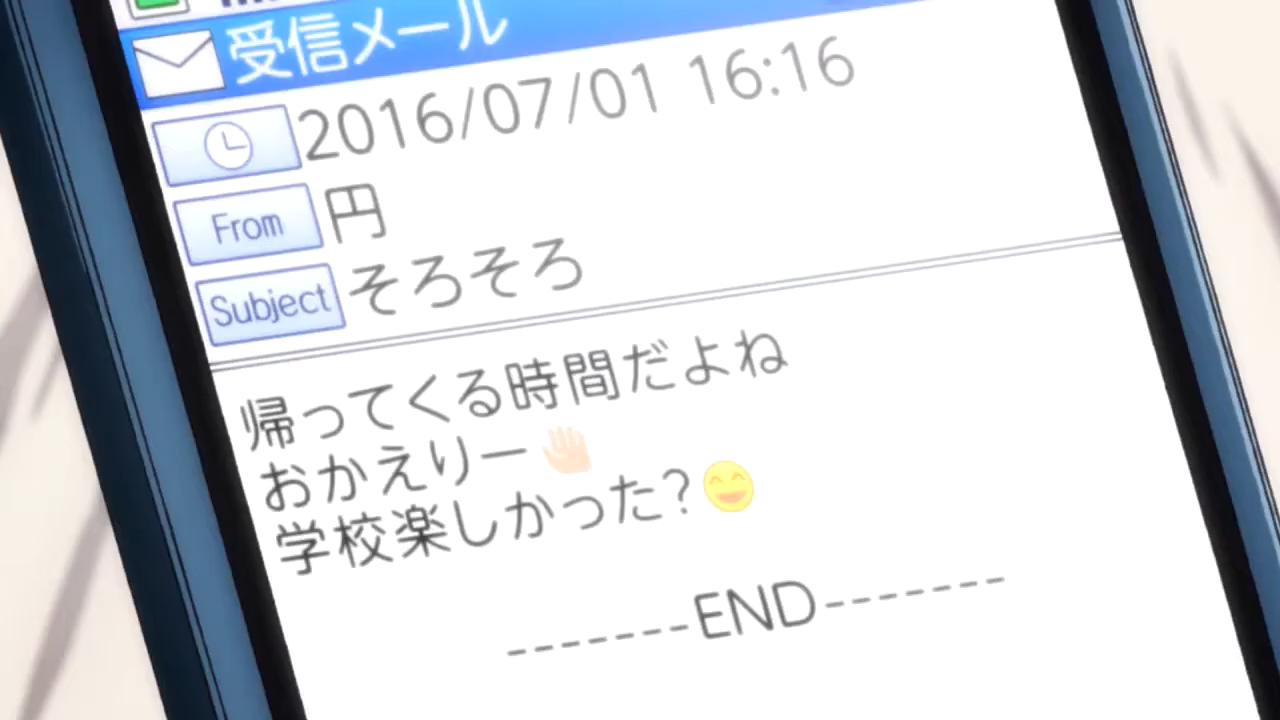 受信メール
2016/07/01 16:16
From 円
Subject そろそろ
帰ってくる時間だよね
おかえりー👋🏻
学校楽しかった?😄
-------END-------